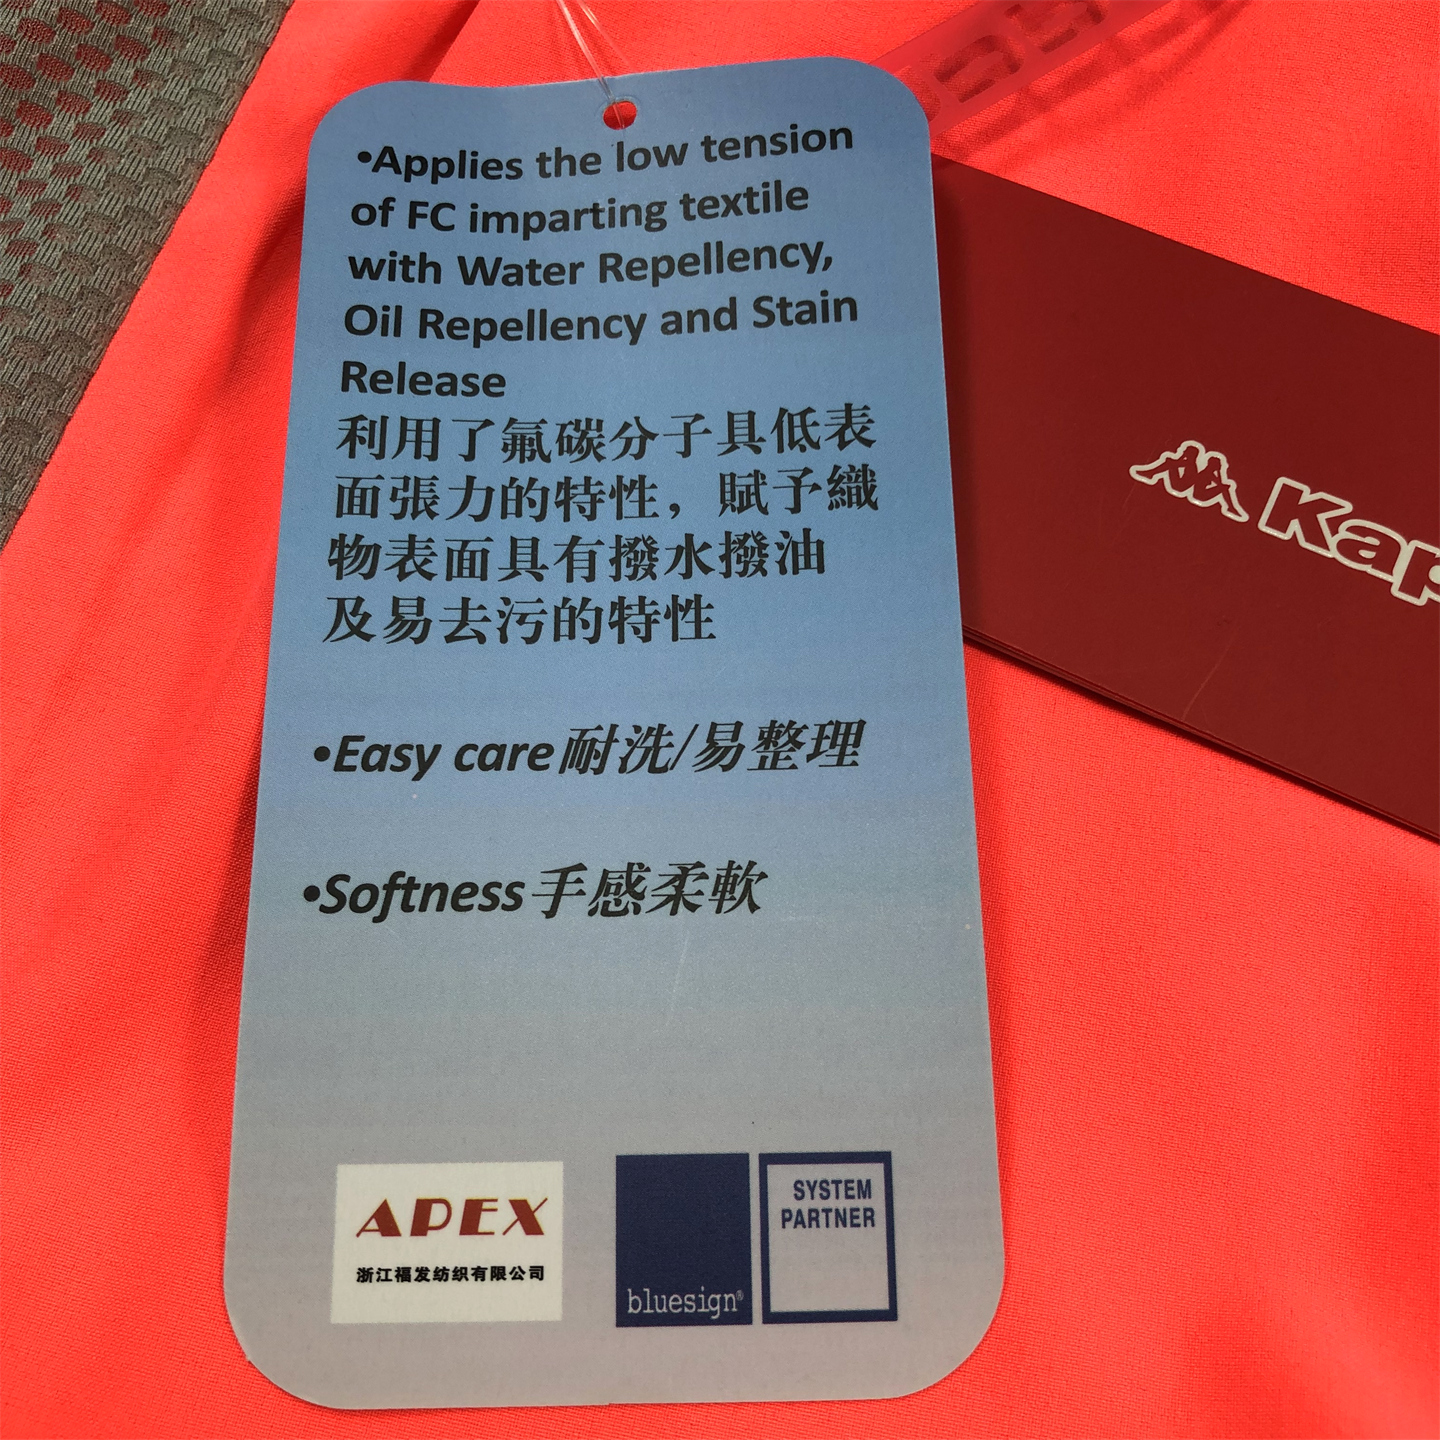 •Applies the low tension
of FC imparting textile
with Water Repellency,
Oil Repellency and Stain
Release
利用了氟碳分子具低表
面張力的特性，賦予織
物表面具有撥水撥油
及易去污的特性
•Easy care耐洗/易整理
•Softness手感柔軟
APEX
浙江福发纺织有限公司
bluesign®
SYSTEM
PARTNER
Kap